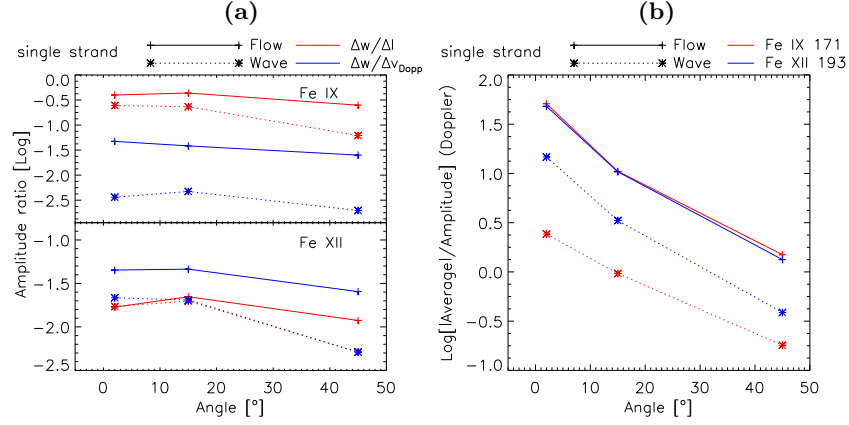 (a)
single strand
Flow
Δw/Δl
Wave
Δw/Δv_Dopp
0.0
−0.5
−1.0
−1.5
−2.0
−2.5
Fe IX
Amplitude ratio [Log]
−1.0
−1.5
−2.0
−2.5
Fe XII
0 10 20 30 40 50
Angle [°]
(b)
single strand
Flow
Fe IX 171
Wave
Fe XII 193
2.0
1.5
1.0
0.5
0.0
−0.5
−1.0
Log[|Average|/Amplitude] (Doppler)
0 10 20 30 40 50
Angle [°]